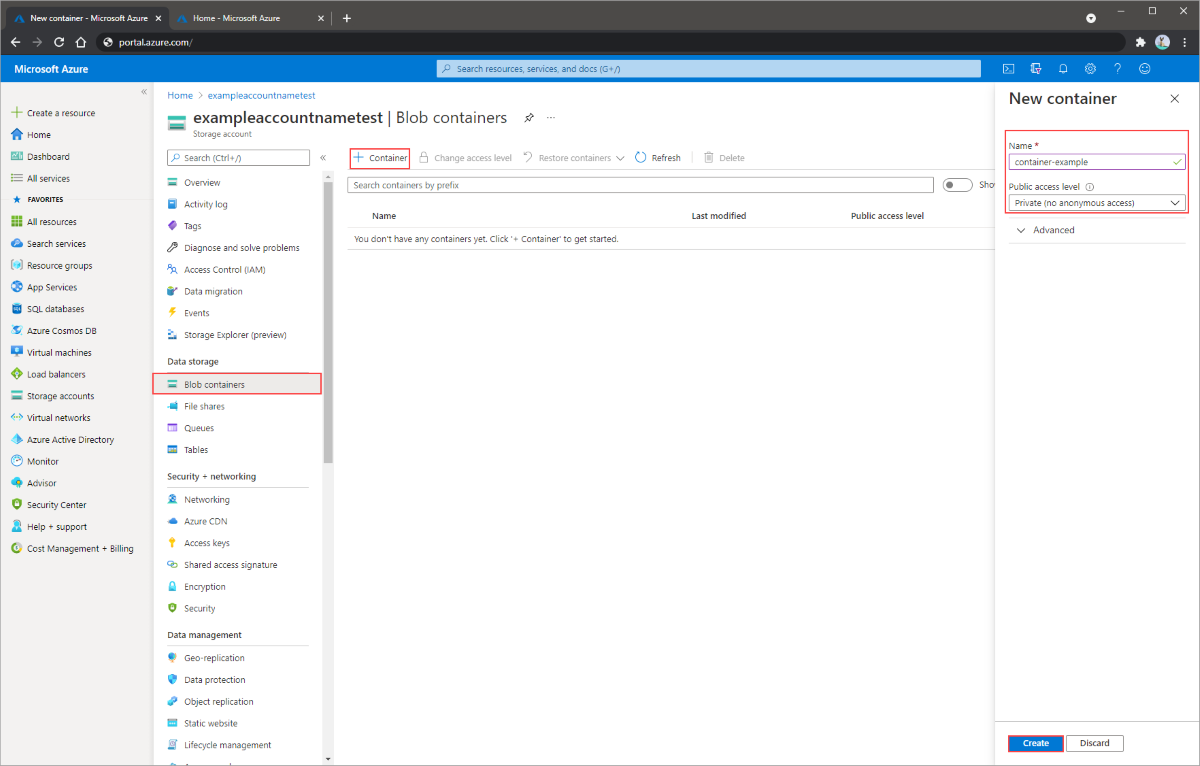 New container - Microsoft Azure
Home - Microsoft Azure
portal.azure.com/
Microsoft Azure
Search resources, services, and docs (G+/)
Create a resource
Home
Dashboard
All services
FAVORITES
All resources
Search services
Resource groups
App Services
SQL databases
Azure Cosmos DB
Virtual machines
Load balancers
Storage accounts
Virtual networks
Azure Active Directory
Monitor
Advisor
Security Center
Help + support
Cost Management + Billing
Home > exampleaccountnametest
exampleaccountnametest | Blob containers
Storage account
Search (Ctrl+/)
Overview
Activity log
Tags
Diagnose and solve problems
Access Control (IAM)
Data migration
Events
Storage Explorer (preview)
Data storage
Blob containers
File shares
Queues
Tables
Security + networking
Networking
Azure CDN
Access keys
Shared access signature
Encryption
Security
Data management
Geo-replication
Data protection
Object replication
Static website
Lifecycle management
+ Container Change access level Restore containers Refresh Delete
Search containers by prefix
Name Last modified Public access level
You don't have any containers yet. Click '+ Container' to get started.
New container
Name *
container-example
Public access level
Private (no anonymous access)
Advanced
Create Discard